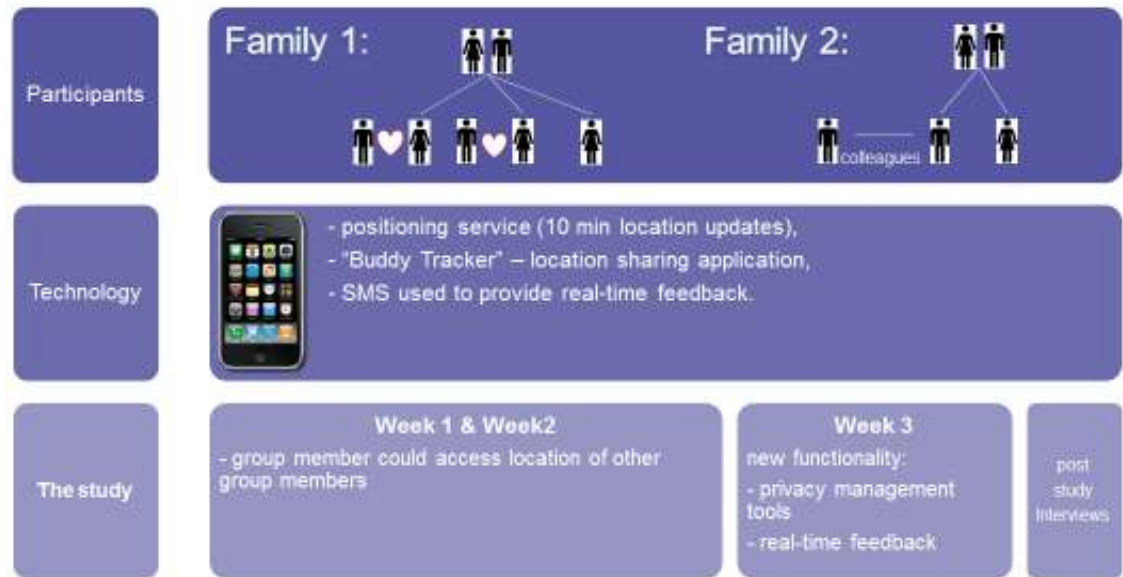 Participants
Family 1:
Family 2:
colleagues
Technology
- positioning service (10 min location updates),
- "Buddy Tracker" – location sharing application,
- SMS used to provide real-time feedback.
The study
Week 1 & Week2
- group member could access location of other
group members
Week 3
new functionality:
- privacy management
tools
- real-time feedback
post
study
Interviews